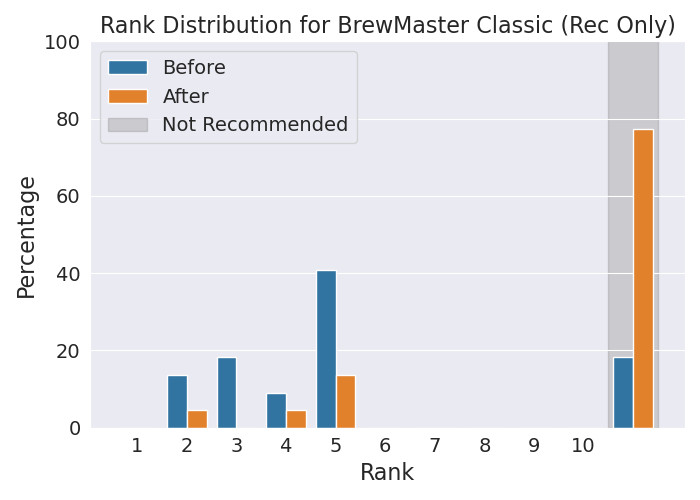 Rank Distribution for BrewMaster Classic (Rec Only)
100
80
60
40
20
0
Percentage
Before
After
Not Recommended
1 2 3 4 5 6 7 8 9 10
Rank